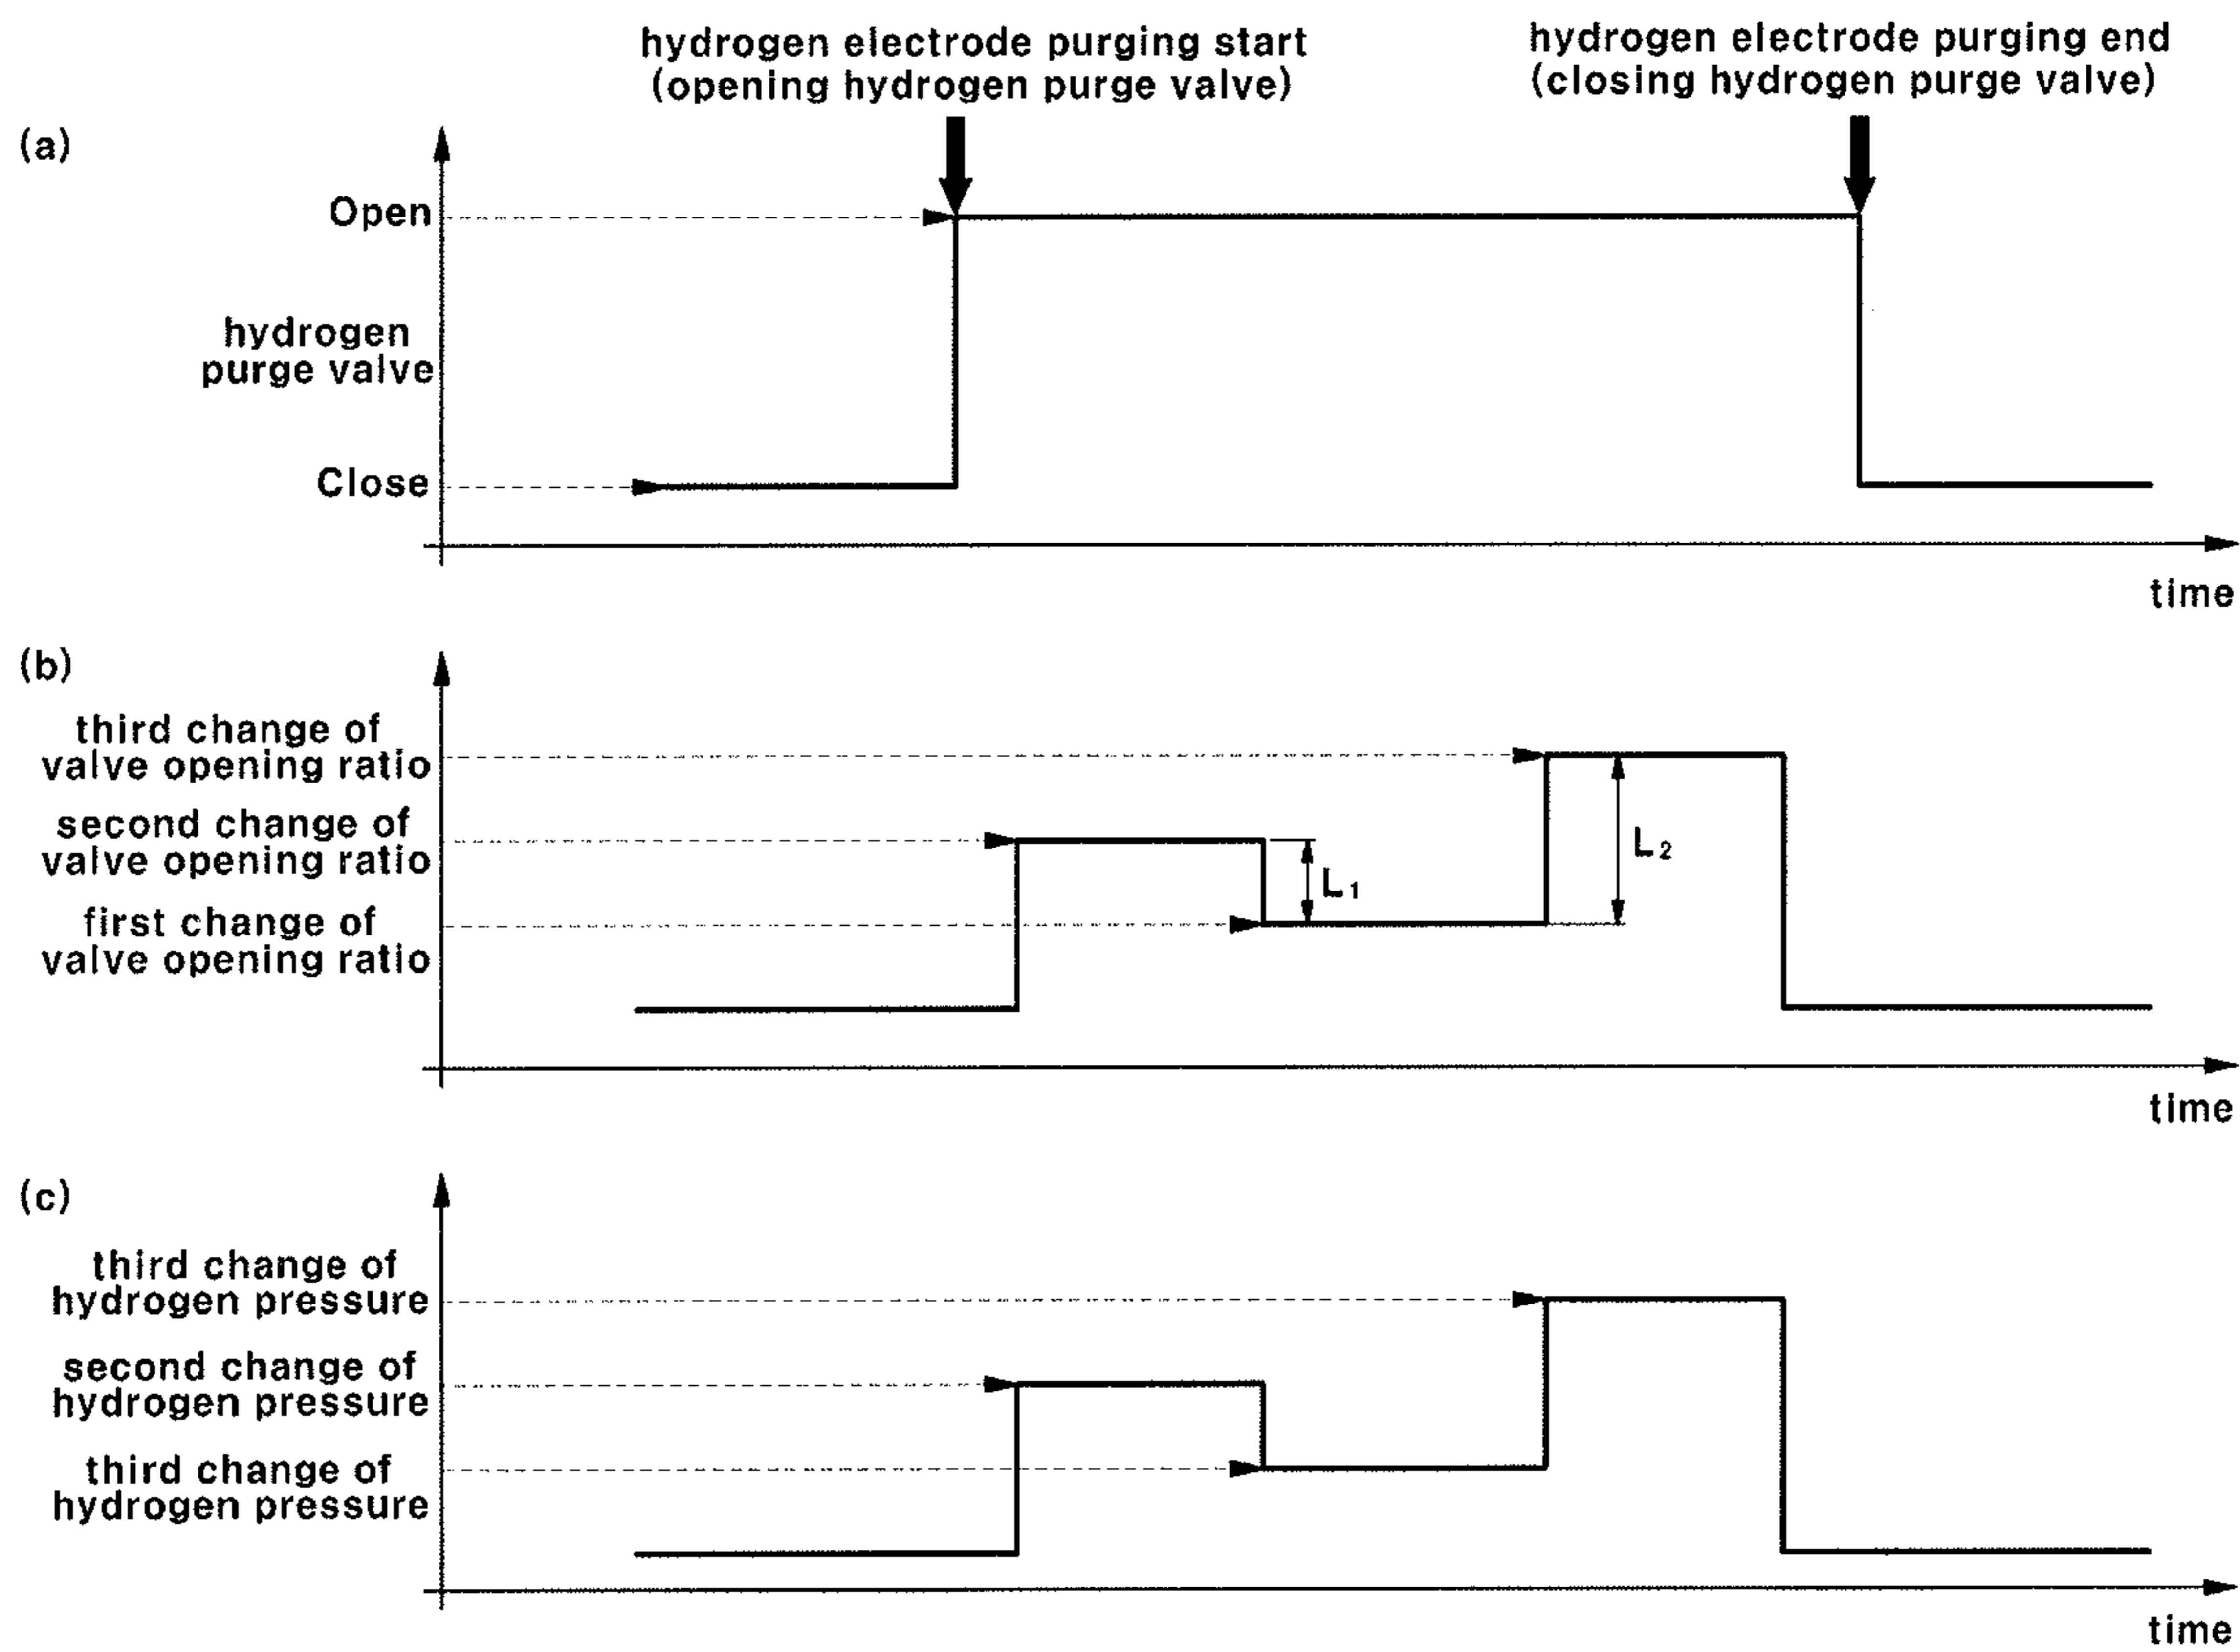 hydrogen electrode purging start
(opening hydrogen purge valve)
hydrogen electrode purging end
(closing hydrogen purge valve)
(a)
Open
hydrogen
purge valve
Close
time
(b)
third change of
valve opening ratio
second change of
valve opening ratio
first change of
valve opening ratio
L₁
L₂
time
(c)
third change of
hydrogen pressure
second change of
hydrogen pressure
third change of
hydrogen pressure
time